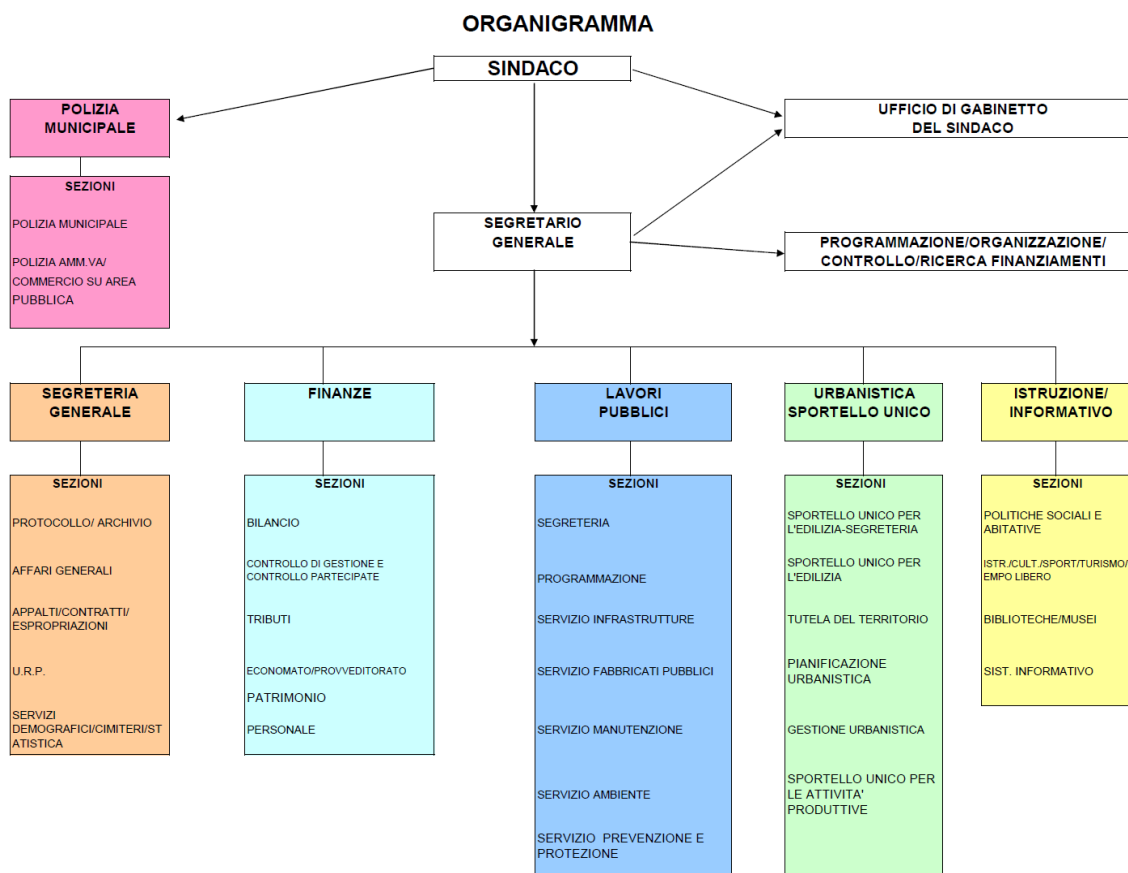 ORGANIGRAMMA
SINDACO
POLIZIA
MUNICIPALE
UFFICIO DI GABINETTO
DEL SINDACO
SEZIONI
POLIZIA MUNICIPALE
POLIZIA AMM.VA/
COMMERCIO SU AREA
PUBBLICA
SEGRETARIO
GENERALE
PROGRAMMAZIONE/ORGANIZZAZIONE/
CONTROLLO/RICERCA FINANZIAMENTI
SEGRETERIA
GENERALE
SEZIONI
PROTOCOLLO/ ARCHIVIO
AFFARI GENERALI
APPALTI/CONTRATTI/
ESPROPRIAZIONI
U.R.P.
SERVIZI
DEMOGRAFICI/CIMITERI/ST
ATISTICA
FINANZE
SEZIONI
BILANCIO
CONTROLLO DI GESTIONE E
CONTROLLO PARTECIPATE
TRIBUTI
ECONOMATO/PROVVEDITORATO
PATRIMONIO
PERSONALE
LAVORI
PUBBLICI
SEZIONI
SEGRETERIA
PROGRAMMAZIONE
SERVIZIO INFRASTRUTTURE
SERVIZIO FABBRICATI PUBBLICI
SERVIZIO MANUTENZIONE
SERVIZIO AMBIENTE
SERVIZIO PREVENZIONE E
PROTEZIONE
URBANISTICA
SPORTELLO UNICO
SEZIONI
SPORTELLO UNICO PER
L'EDILIZIA-SEGRETERIA
SPORTELLO UNICO PER
L'EDILIZIA
TUTELA DEL TERRITORIO
PIANIFICAZIONE
URBANISTICA
GESTIONE URBANISTICA
SPORTELLO UNICO PER
LE ATTIVITA'
PRODUTTIVE
ISTRUZIONE/
INFORMATIVO
SEZIONI
POLITICHE SOCIALI E
ABITATIVE
ISTR./CULT./SPORT/TURISMO/
EMPO LIBERO
BIBLIOTECHE/MUSEI
SIST. INFORMATIVO